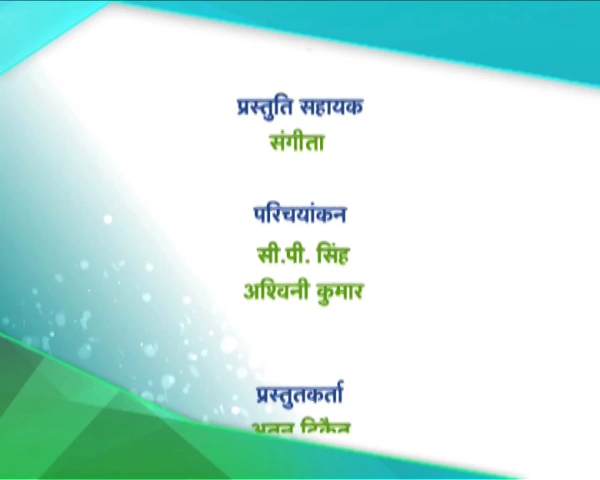 प्रस्तुति सहायक
संगीता
परिचयांकन
सी.पी. सिंह
अश्विनी कुमार
प्रस्तुतकर्ता